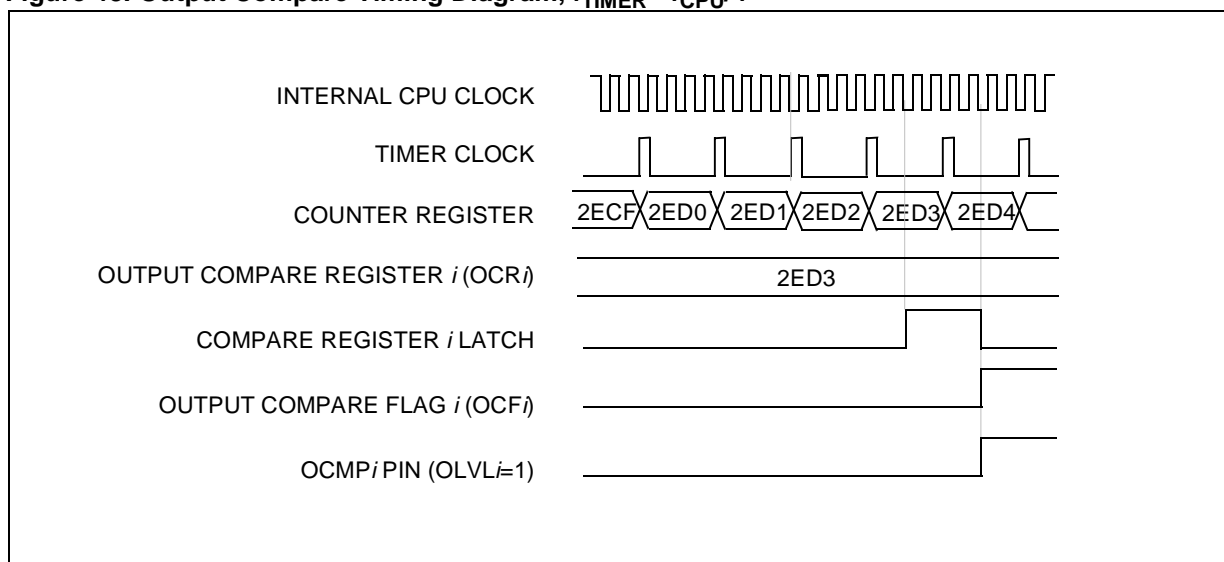 INTERNAL CPU CLOCK
TIMER CLOCK
COUNTER REGISTER 2ECF 2ED0 2ED1 2ED2 2ED3 2ED4
OUTPUT COMPARE REGISTER i (OCRi) 2ED3
COMPARE REGISTER i LATCH
OUTPUT COMPARE FLAG i (OCFi)
OCMPi PIN (OLVLi=1)